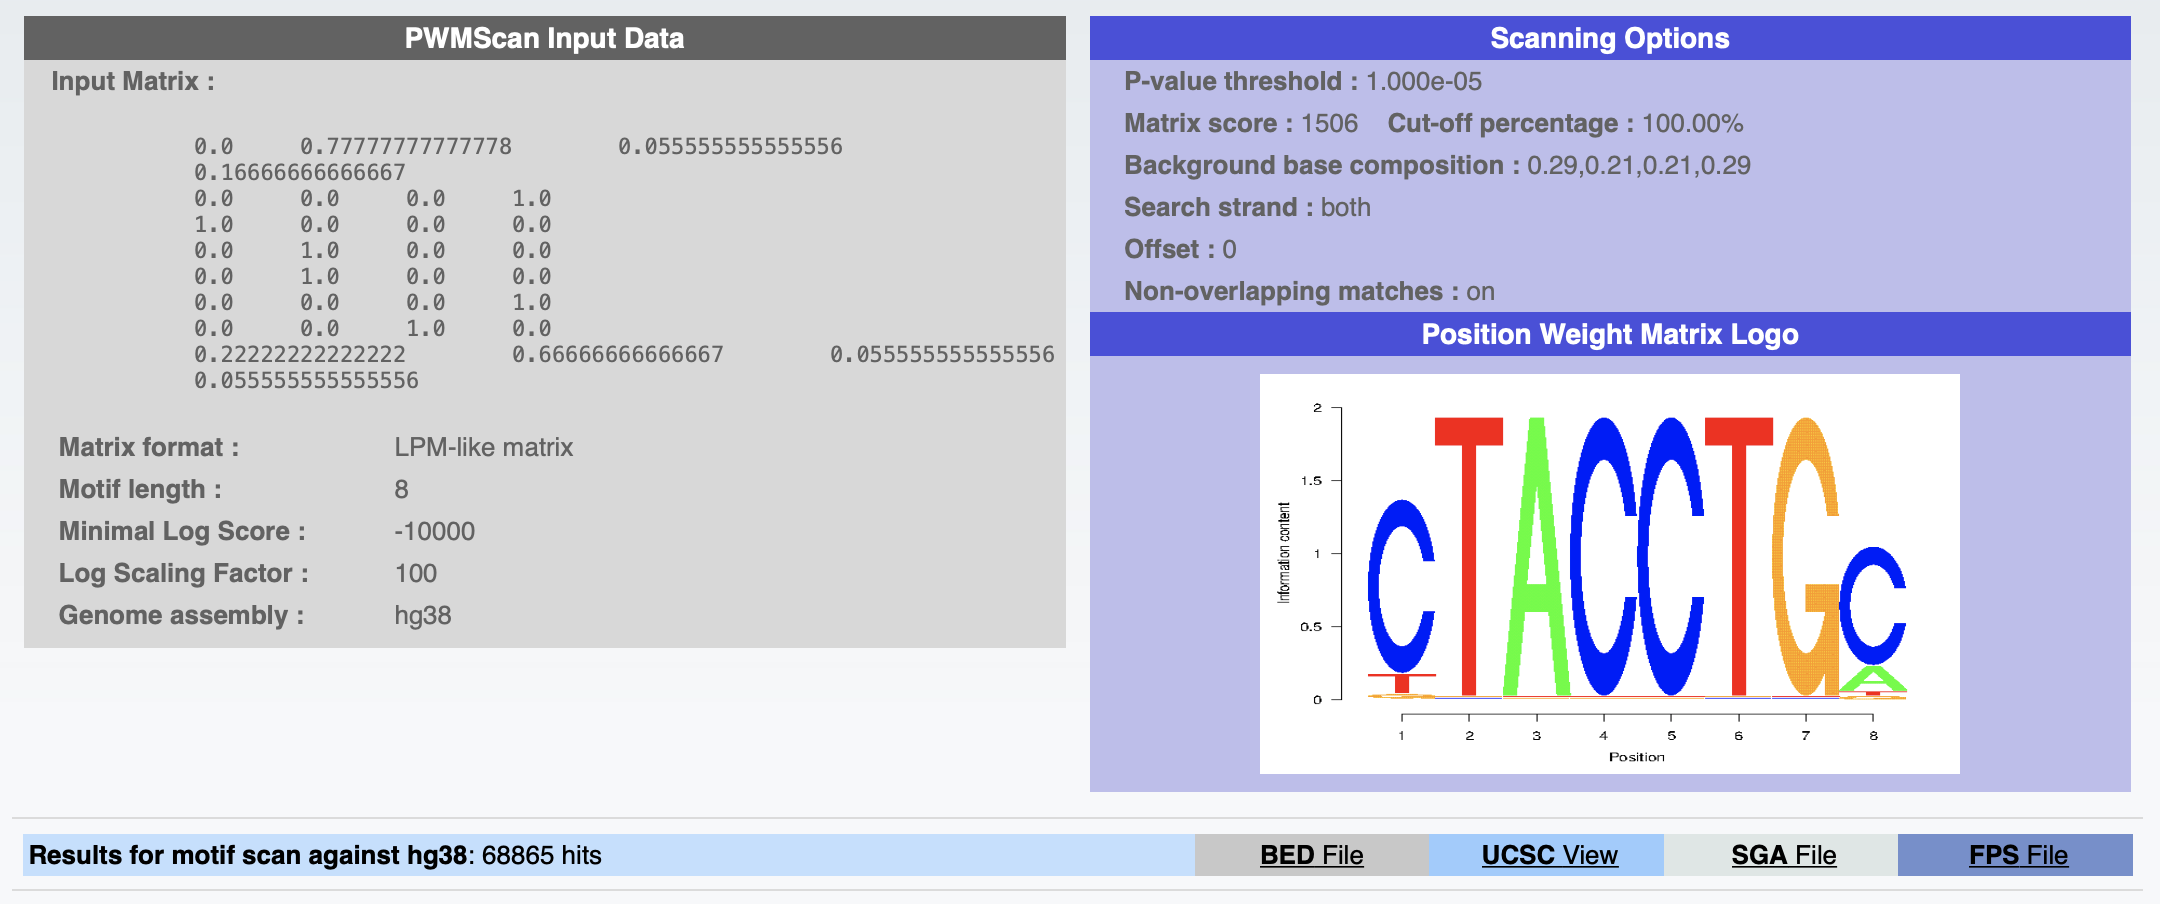 PWMScan Input Data
Input Matrix :
0.0 0.77777777777778 0.055555555555556
0.16666666666667
0.0 0.0 0.0 1.0
1.0 0.0 0.0 0.0
0.0 1.0 0.0 0.0
0.0 1.0 0.0 0.0
0.0 0.0 0.0 1.0
0.0 0.0 1.0 0.0
0.22222222222222 0.66666666666667 0.055555555555556
0.055555555555556
Matrix format : LPM-like matrix
Motif length : 8
Minimal Log Score : -10000
Log Scaling Factor : 100
Genome assembly : hg38
Scanning Options
P-value threshold : 1.000e-05
Matrix score : 1506 Cut-off percentage : 100.00%
Background base composition : 0.29,0.21,0.21,0.29
Search strand : both
Offset : 0
Non-overlapping matches : on
Position Weight Matrix Logo
2
1.5
1
0.5
0
Information content
C T A C C T G C
T A
1 2 3 4 5 6 7 8
Position
Results for motif scan against hg38: 68865 hits BED File UCSC View SGA File FPS File